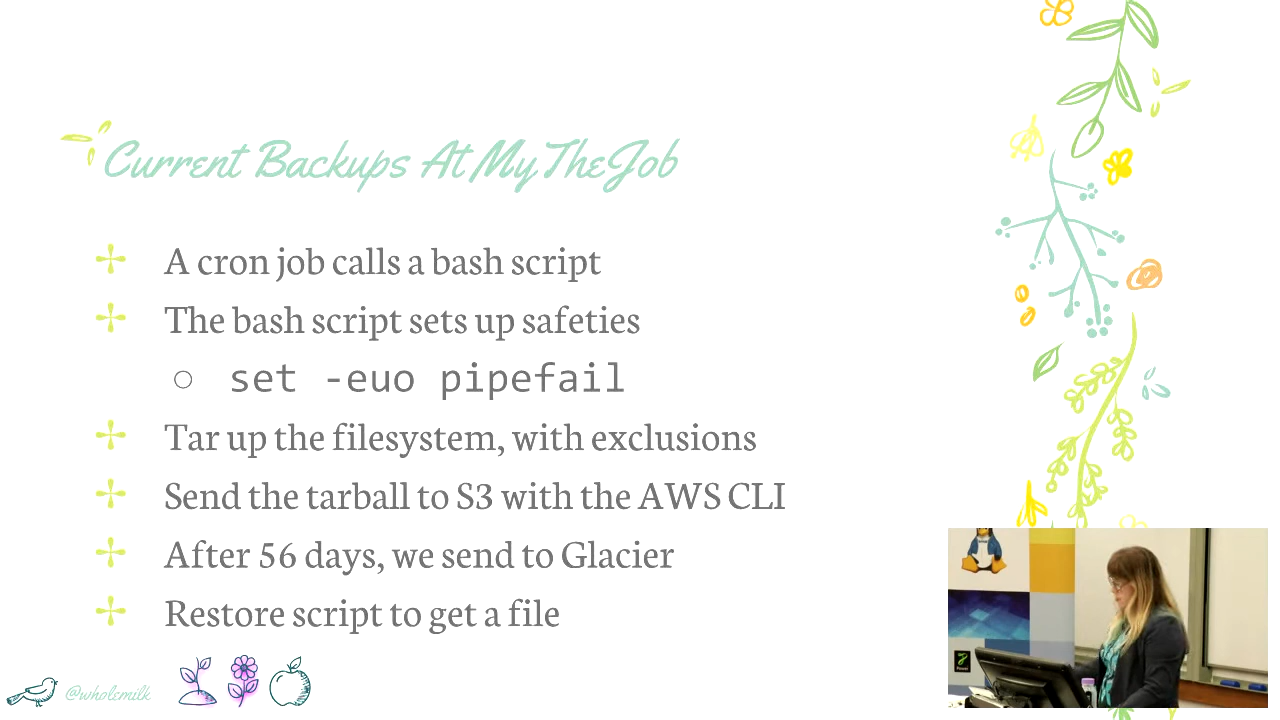 Current Backups At MyTheJob
A cron job calls a bash script
The bash script sets up safeties
set -euo pipefail
Tar up the filesystem, with exclusions
Send the tarball to S3 with the AWS CLI
After 56 days, we send to Glacier
Restore script to get a file
@wholemilk